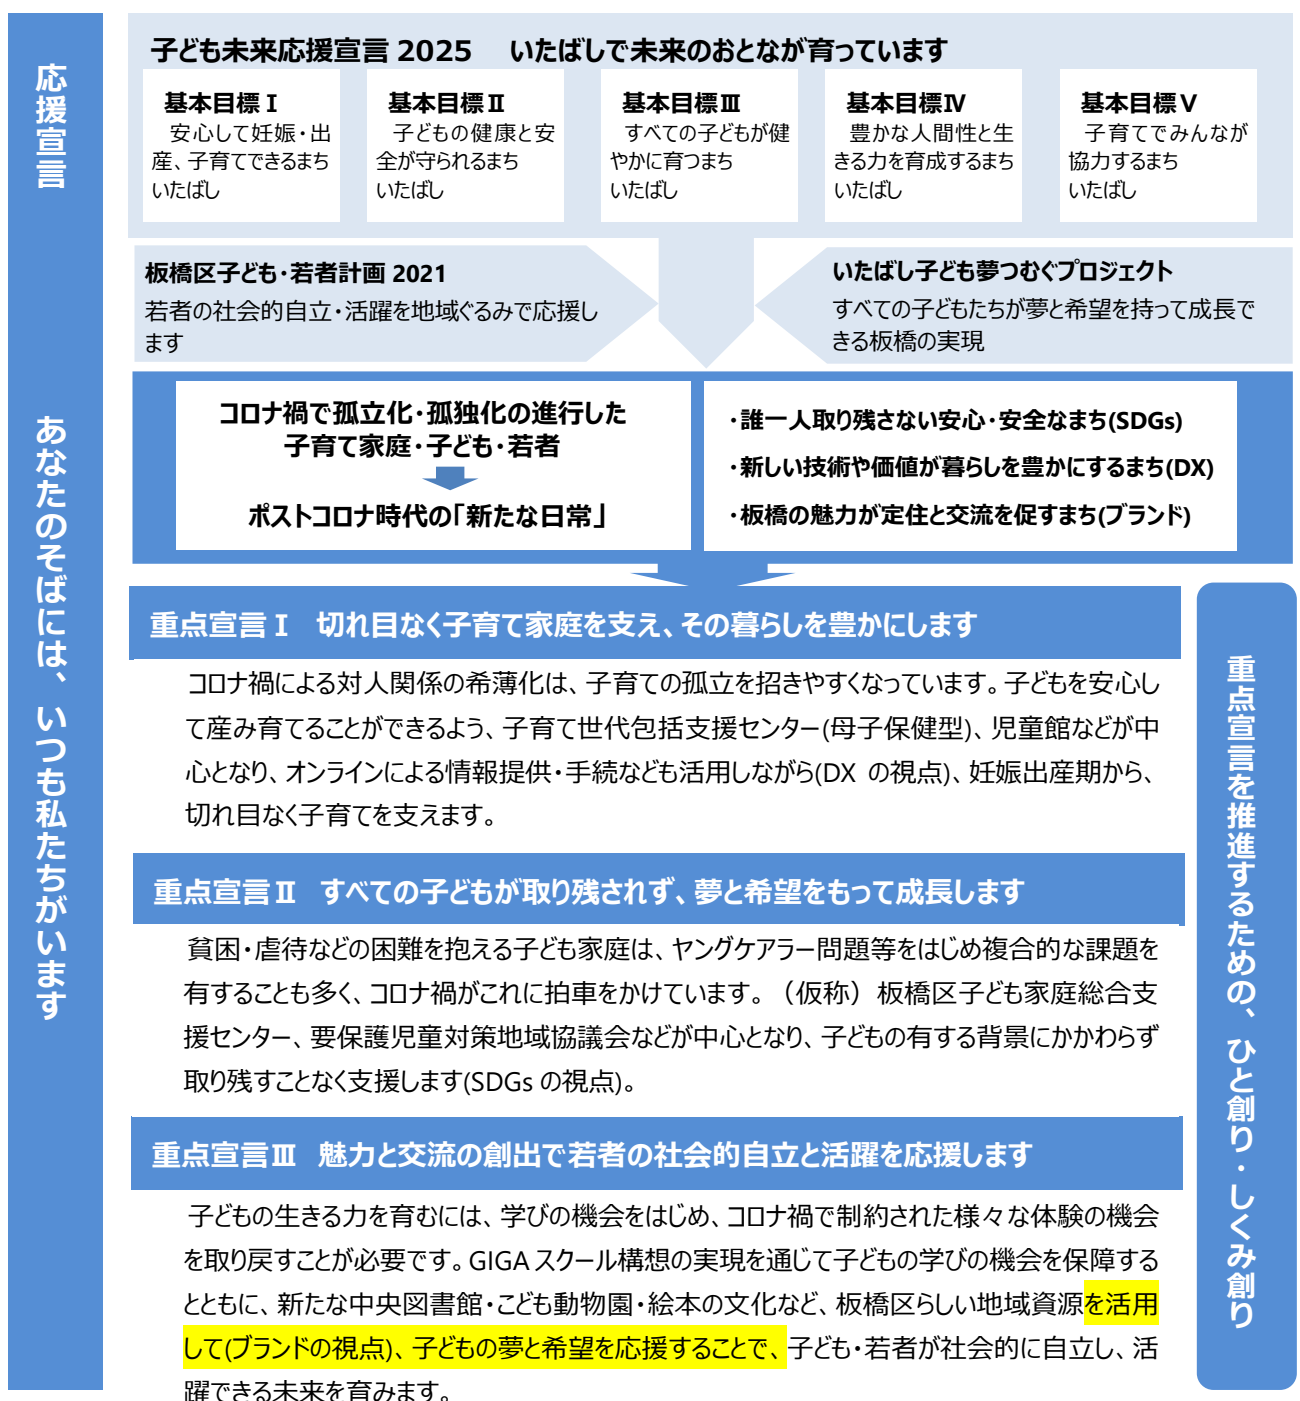 応援宣言　あなたのそばには、いつも私たちがいます
子ども未来応援宣言 2025　いたばしで未来のおとなが育っています
基本目標Ⅰ
安心して妊娠・出
産、子育てできるまち
いたばし
基本目標Ⅱ
子どもの健康と安
全が守られるまち
いたばし
基本目標Ⅲ
すべての子どもが健
やかに育つまち
いたばし
基本目標Ⅳ
豊かな人間性と生
きる力を育成するまち
いたばし
基本目標Ⅴ
子育てでみんなが
協力するまち
いたばし
板橋区子ども・若者計画 2021
若者の社会的自立・活躍を地域ぐるみで応援し
ます
いたばし子ども夢つむぐプロジェクト
すべての子どもたちが夢と希望を持って成長で
きる板橋の実現
コロナ禍で孤立化・孤独化の進行した
子育て家庭・子ども・若者
ポストコロナ時代の「新たな日常」
・誰一人取り残さない安心・安全なまち(SDGs)
・新しい技術や価値が暮らしを豊かにするまち(DX)
・板橋の魅力が定住と交流を促すまち(ブランド)
重点宣言Ⅰ　切れ目なく子育て家庭を支え、その暮らしを豊かにします
コロナ禍による対人関係の希薄化は、子育ての孤立を招きやすくなっています。子どもを安心し
て産み育てることができるよう、子育て世代包括支援センター(母子保健型)、児童館などが中
心となり、オンラインによる情報提供・手続なども活用しながら(DX の視点)、妊娠出産期から、
切れ目なく子育てを支えます。
重点宣言Ⅱ　すべての子どもが取り残されず、夢と希望をもって成長します
貧困・虐待などの困難を抱える子ども家庭は、ヤングケアラー問題等をはじめ複合的な課題を
有することも多く、コロナ禍がこれに拍車をかけています。（仮称）板橋区子ども家庭総合支
援センター、要保護児童対策地域協議会などが中心となり、子どもの有する背景にかかわらず
取り残すことなく支援します(SDGs の視点)。
重点宣言Ⅲ　魅力と交流の創出で若者の社会的自立と活躍を応援します
子どもの生きる力を育むには、学びの機会をはじめ、コロナ禍で制約された様々な体験の機会
を取り戻すことが必要です。GIGA スクール構想の実現を通じて子どもの学びの機会を保障する
とともに、新たな中央図書館・こども動物園・絵本の文化など、板橋区らしい地域資源を活用
して(ブランドの視点)、子どもの夢と希望を応援することで、子ども・若者が社会的に自立し、活
躍できる未来を育みます。
重点宣言を推進するための、ひと創り・しくみ創り